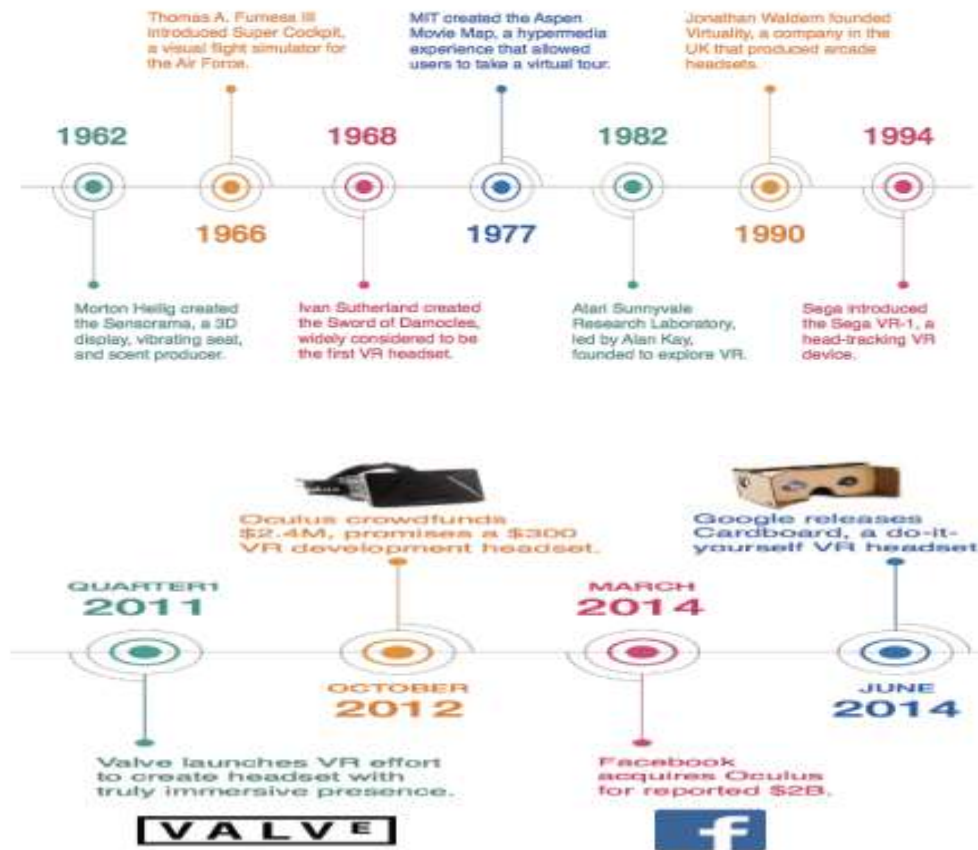 Thomas A. Furness III
introduced Super Cockpit,
a visual flight simulator for
the Air Force.
MIT created the Aspen
Movie Map, a hypermedia
experience that allowed
users to take a virtual tour.
Jonathan Waldern founded
Virtuality, a company in the
UK that produced arcade
headsets.
1962
1968
1982
1994
1966
1977
1990
Morton Heilig created
the Sensorama, a 3D
display, vibrating seat,
and scent producer.
Ivan Sutherland created
the Sword of Damocles,
widely considered to be
the first VR headset.
Atari Sunnyvale
Research Laboratory,
led by Alan Kay,
founded to explore VR.
Sega introduced
the Sega VR-1, a
head-tracking VR
device.
Oculus crowdfunds
$2.4M, promises a $300
VR development headset.
Google releases
Cardboard, a do-it-
yourself VR headset
QUARTER1
2011
MARCH
2014
OCTOBER
2012
JUNE
2014
Valve launches VR effort
to create headset with
truly immersive presence.
Facebook
acquires Oculus
for reported $2B.
VALVE
f